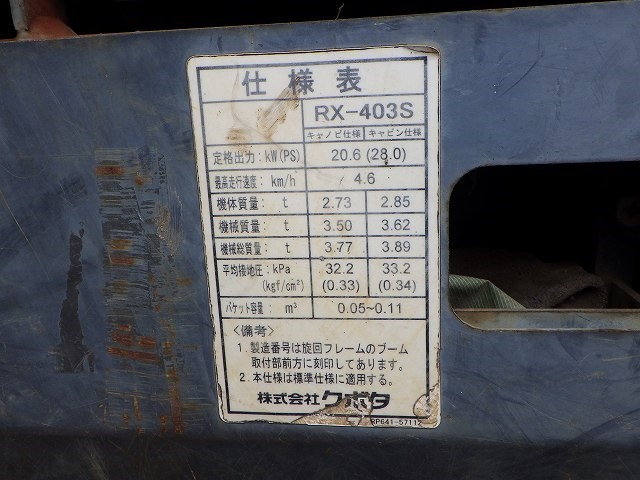 仕様表
RX-403S
キャノピ仕様 キャビン仕様
定格出力:kW(PS) 20.6 (28.0)
最高走行速度: km/h 4.6
機体質量: t 2.73 2.85
機械質量: t 3.50 3.62
機械総質量: t 3.77 3.89
平均接地圧: kPa 32.2 33.2
(kgf/cm²) (0.33) (0.34)
バケット容量: m³ 0.05~0.11
<備考>
1. 製造番号は旋回フレームのブーム
取付部前方に刻印してあります。
2. 本仕様は標準仕様に適用する。
株式会社クボタ
RP641-57112